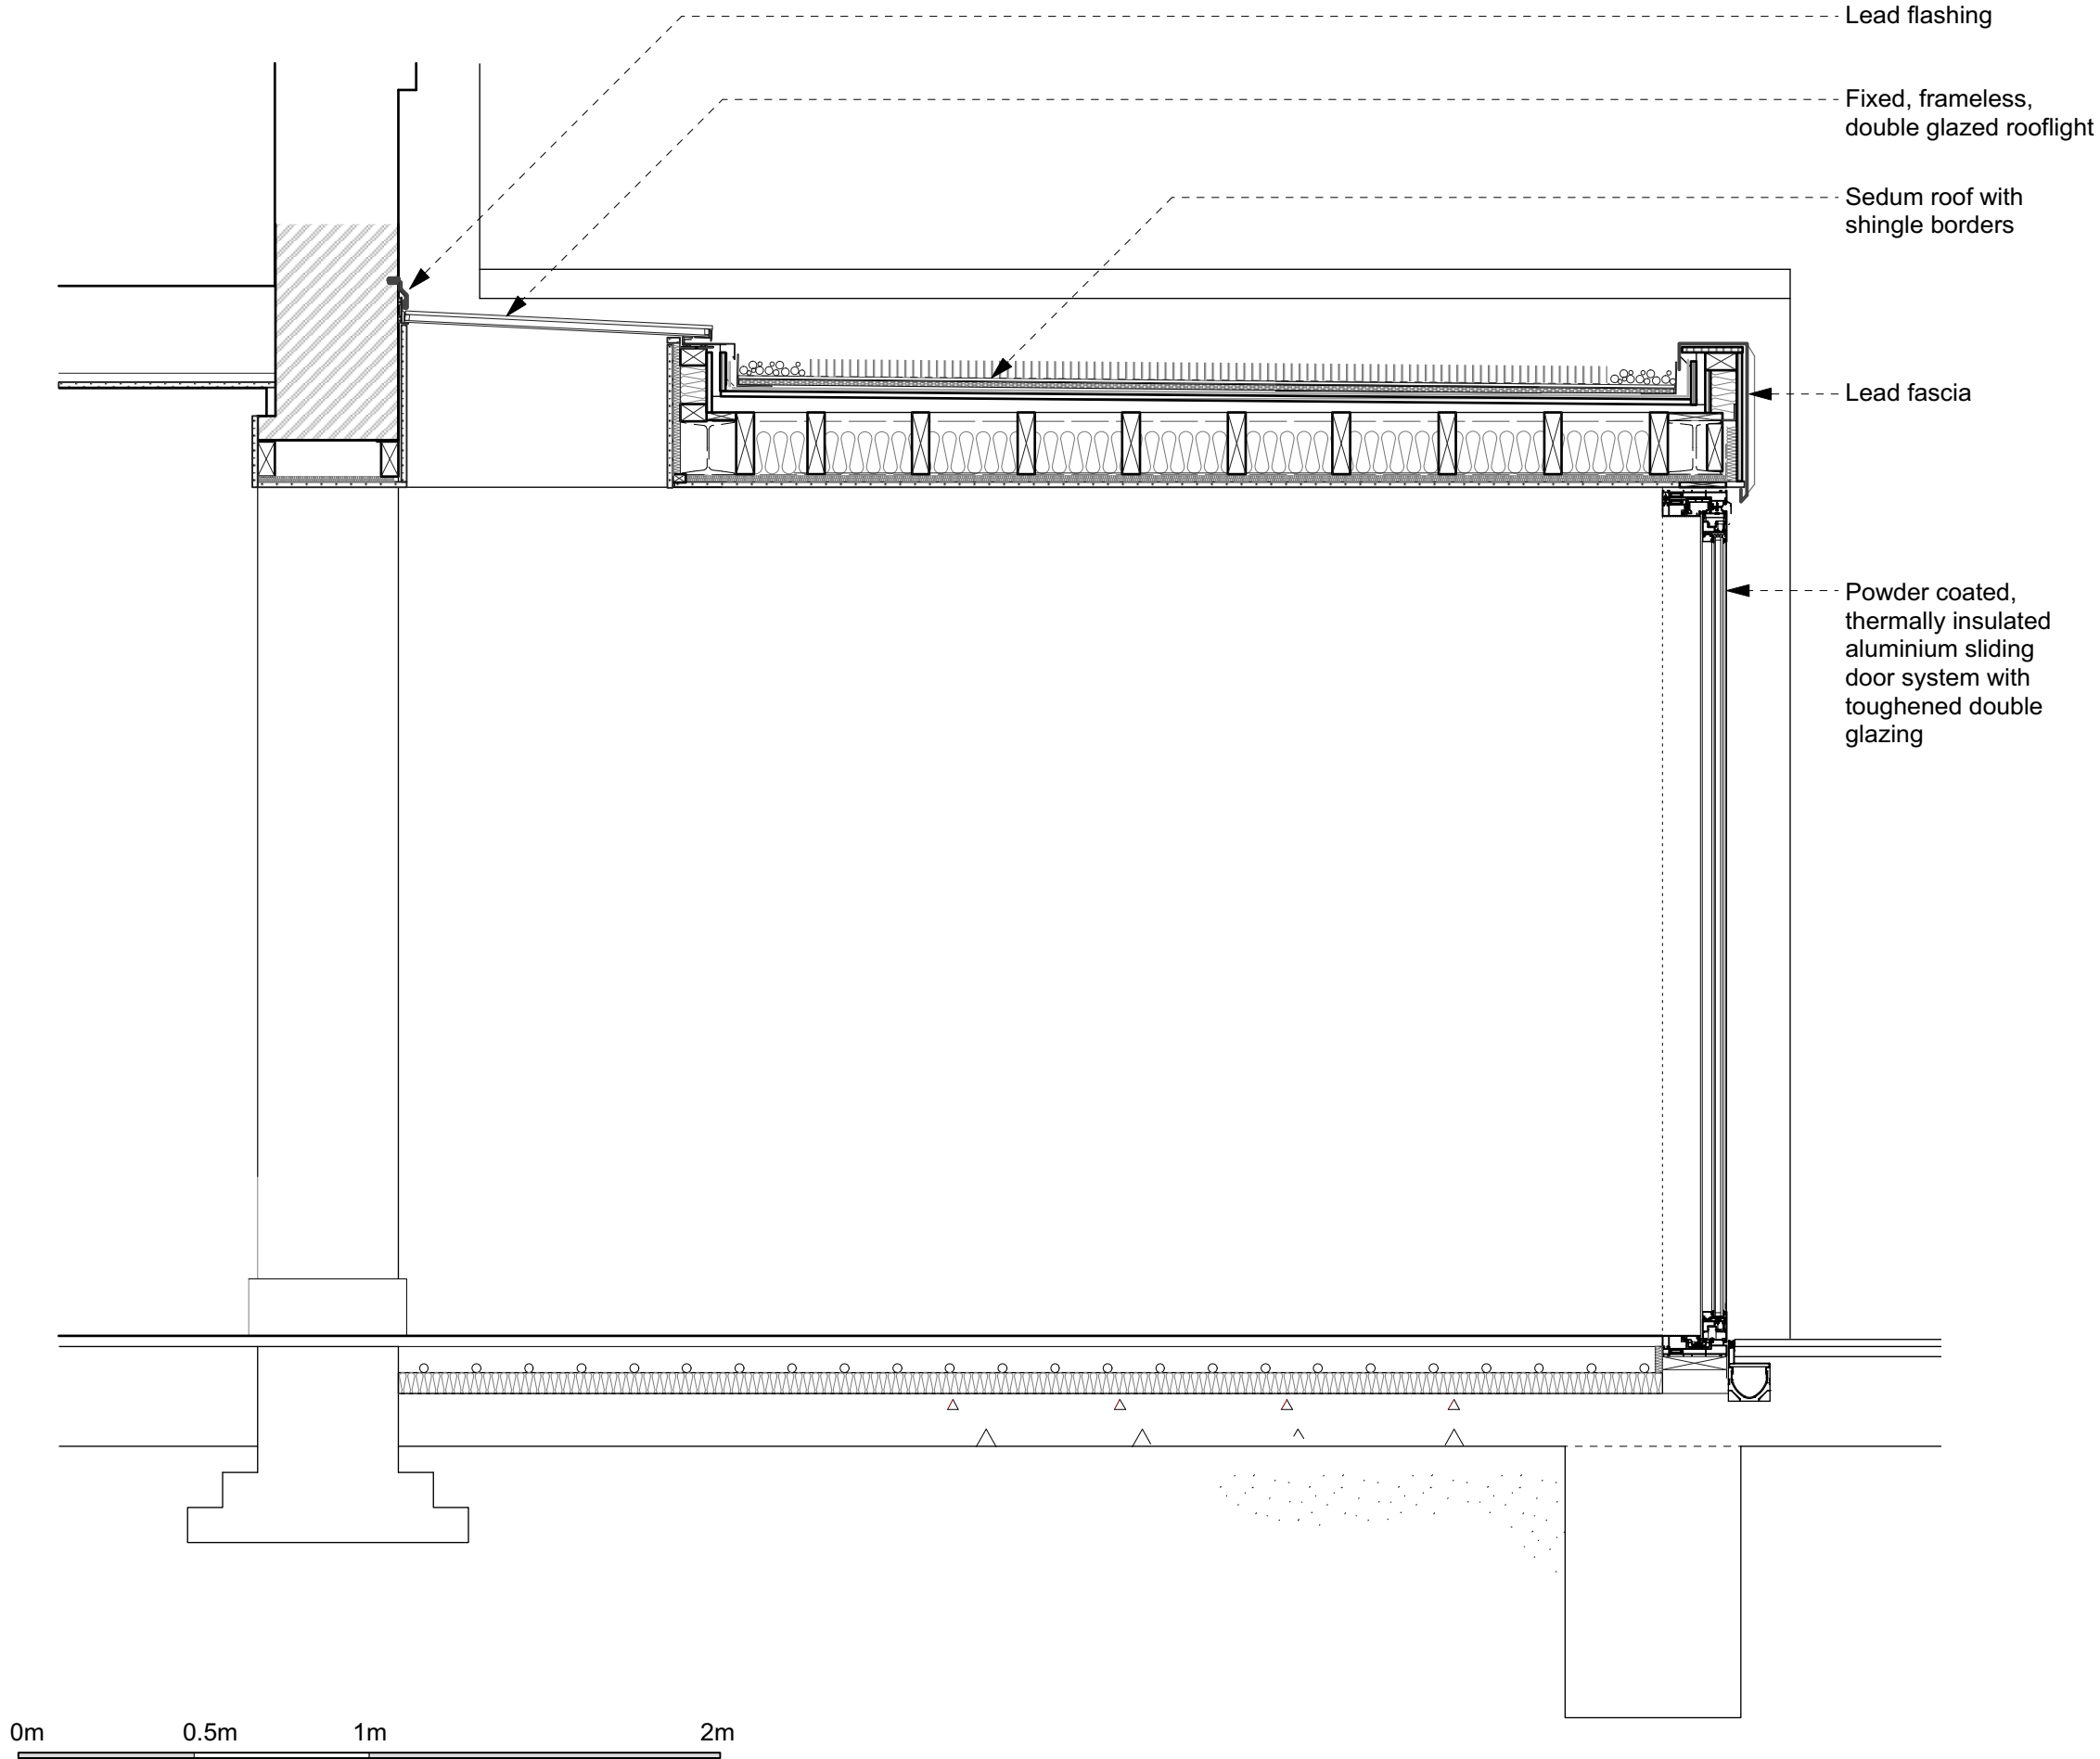 Lead flashing
Fixed, frameless,
double glazed rooflight
Sedum roof with
shingle borders
Lead fascia
Powder coated,
thermally insulated
aluminium sliding
door system with
toughened double
glazing
0m 0.5m 1m 2m